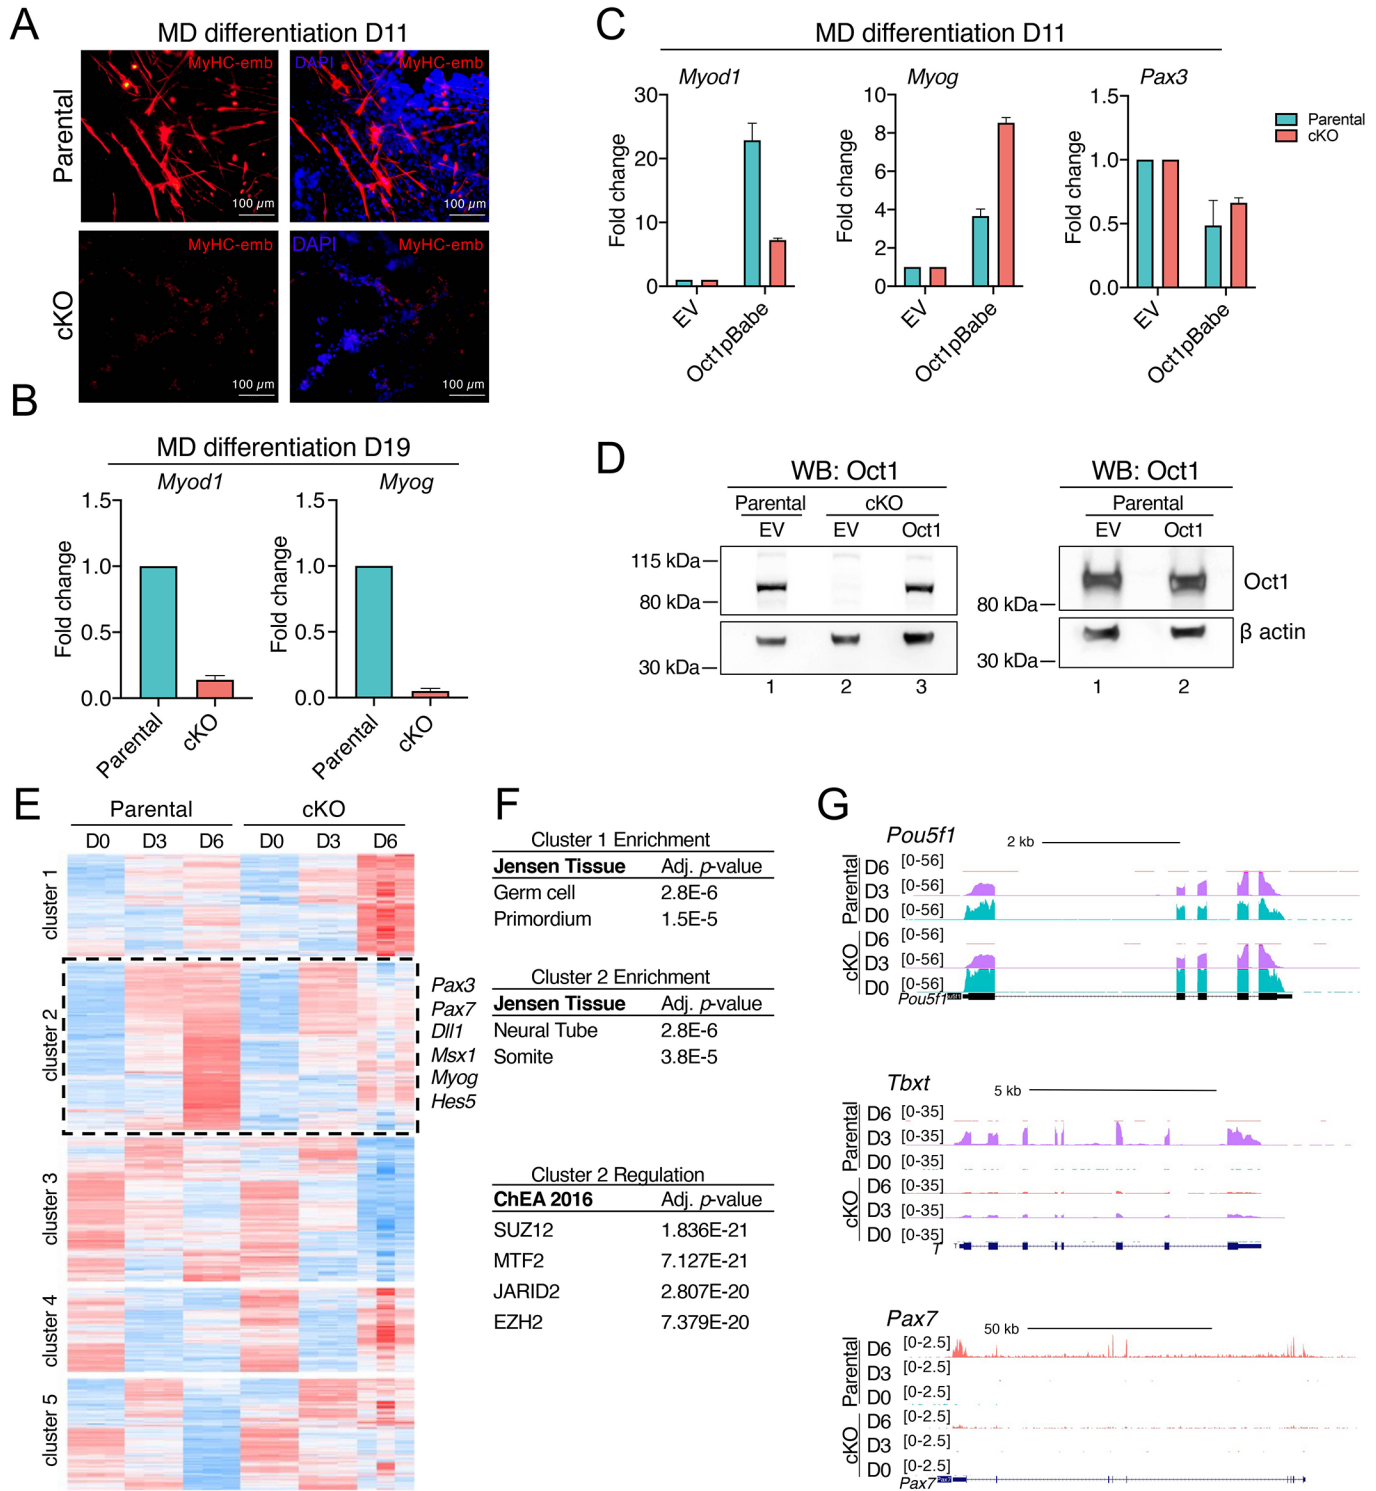 A
MD differentiation D11
Parental
MyHC-emb
DAPI
MyHC-emb
100 µm
100 µm
cKO
MyHC-emb
DAPI
MyHC-emb
100 µm
100 µm
B
MD differentiation D19
Myod1
Myog
Fold change
1.5
1.0
0.5
0.0
Parental
cKO
Fold change
1.5
1.0
0.5
0.0
Parental
cKO
C
MD differentiation D11
Myod1
Myog
Pax3
Fold change
30
20
10
0
EV
Oct1pBabe
Fold change
10
8
6
4
2
0
EV
Oct1pBabe
Fold change
1.5
1.0
0.5
0.0
EV
Oct1pBabe
Parental
cKO
D
WB: Oct1
Parental cKO
EV EV Oct1
115 kDa
80 kDa
30 kDa
1 2 3
WB: Oct1
Parental
EV Oct1
80 kDa
30 kDa
Oct1
β actin
1 2
E
Parental cKO
D0 D3 D6 D0 D3 D6
cluster 1
cluster 2
cluster 3
cluster 4
cluster 5
Pax3
Pax7
Dll1
Msx1
Myog
Hes5
F
Cluster 1 Enrichment
Jensen Tissue Adj. p-value
Germ cell 2.8E-6
Primordium 1.5E-5
Cluster 2 Enrichment
Jensen Tissue Adj. p-value
Neural Tube 2.8E-6
Somite 3.8E-5
Cluster 2 Regulation
ChEA 2016 Adj. p-value
SUZ12 1.836E-21
MTF2 7.127E-21
JARID2 2.807E-20
EZH2 7.379E-20
G
Pou5f1
2 kb
Parental
D6 [0-56]
D3 [0-56]
D0 [0-56]
cKO
D6 [0-56]
D3 [0-56]
D0 [0-56]
Pou5f1
Tbxt
5 kb
Parental
D6 [0-35]
D3 [0-35]
D0 [0-35]
cKO
D6 [0-35]
D3 [0-35]
D0 [0-35]
T
T
Pax7
50 kb
Parental
D6 [0-2.5]
D3 [0-2.5]
D0 [0-2.5]
cKO
D6 [0-2.5]
D3 [0-2.5]
D0 [0-2.5]
Pax7
Pax7